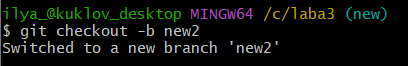 ilya_@kuklov_desktop MINGW64 /c/laba3 (new)
$ git checkout -b new2
Switched to a new branch 'new2'